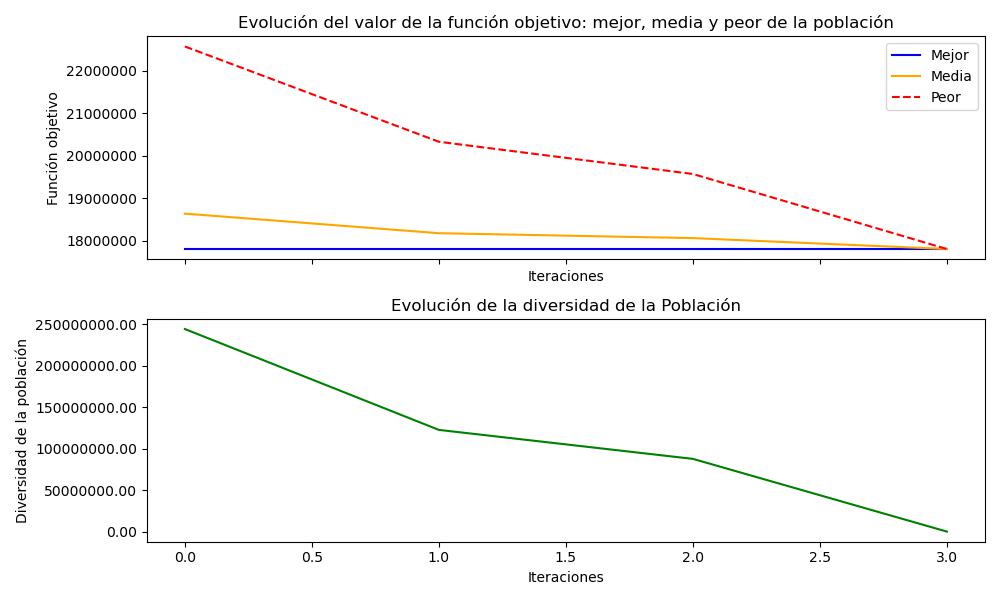 Evolución del valor de la función objetivo: mejor, media y peor de la población
Función objetivo
22000000
21000000
20000000
19000000
18000000
Mejor
Media
Peor
Iteraciones
Evolución de la diversidad de la Población
Diversidad de la población
250000000.00
200000000.00
150000000.00
100000000.00
50000000.00
0.00
0.0 0.5 1.0 1.5 2.0 2.5 3.0
Iteraciones